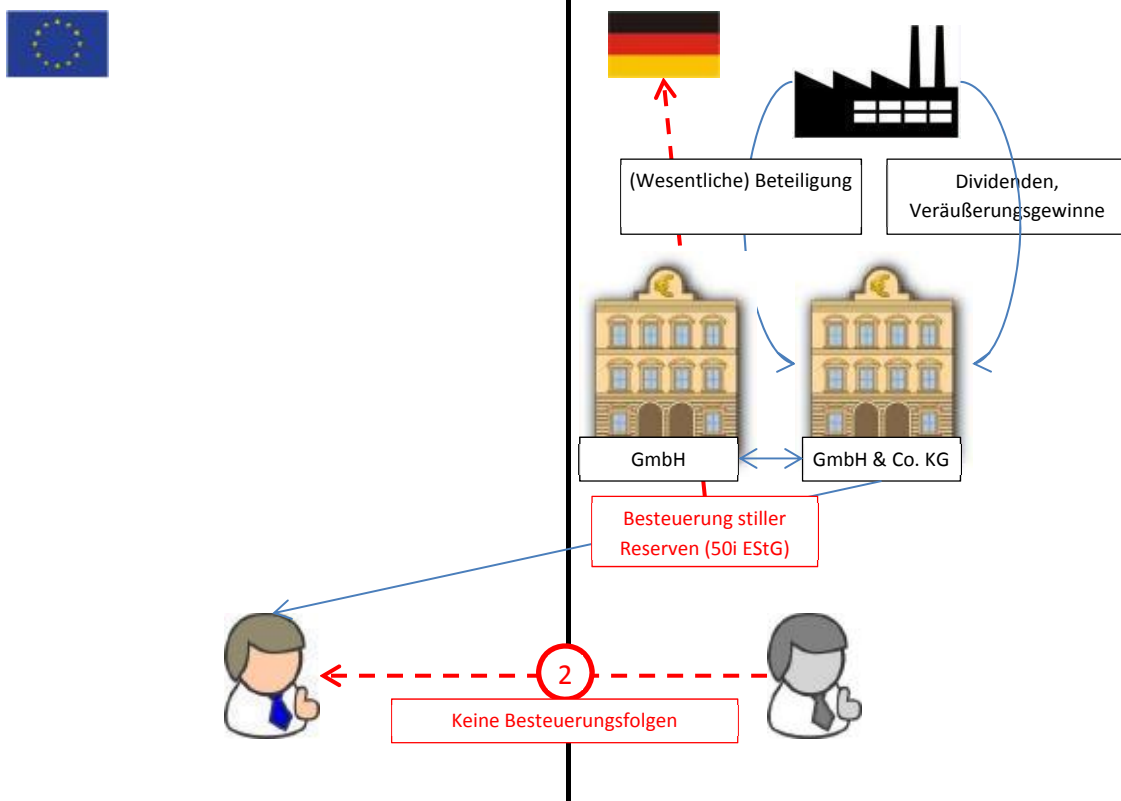 (Wesentliche) Beteiligung
Dividenden,
Veräußerungsgewinne
€
€
GmbH
GmbH & Co. KG
Besteuerung stiller
Reserven (50i EStG)
2
Keine Besteuerungsfolgen